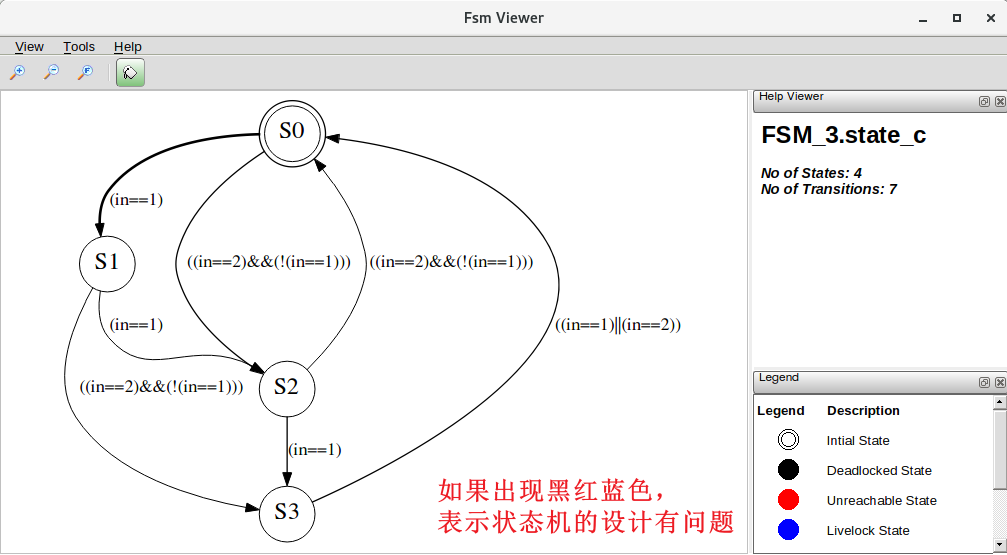 Fsm Viewer
View Tools Help
S0
(in==1)
((in==2)&&(!(in==1)))
((in==2)&&(!(in==1)))
S1
(in==1)
((in==1)||(in==2))
((in==2)&&(!(in==1)))
S2
(in==1)
S3
如果出现黑红蓝色，
表示状态机的设计有问题
Help Viewer
FSM_3.state_c
No of States: 4
No of Transitions: 7
Legend
Legend Description
Intial State
Deadlocked State
Unreachable State
Livelock State